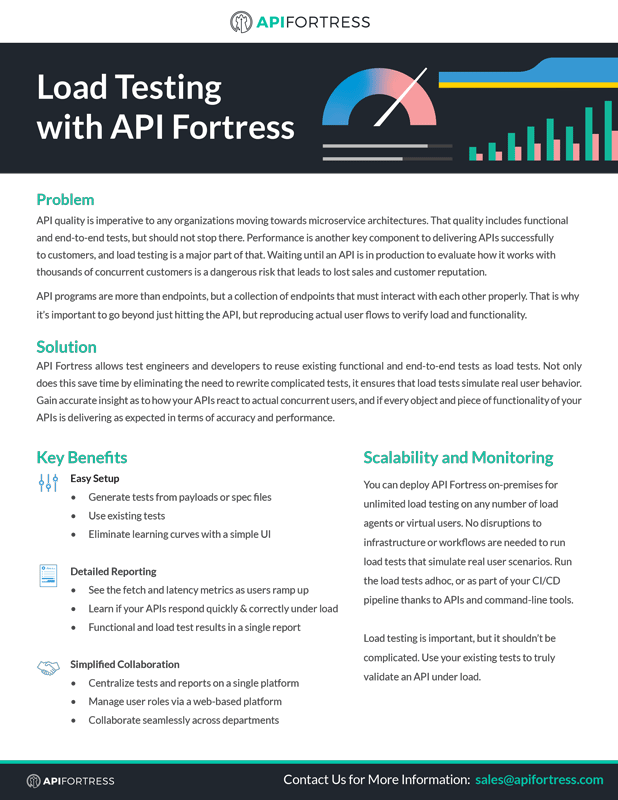 APIFORTRESS
Load Testing
with API Fortress
Problem
API quality is imperative to any organizations moving towards microservice architectures. That quality includes functional
and end-to-end tests, but should not stop there. Performance is another key component to delivering APIs successfully
to customers, and load testing is a major part of that. Waiting until an API is in production to evaluate how it works with
thousands of concurrent customers is a dangerous risk that leads to lost sales and customer reputation.
API programs are more than endpoints, but a collection of endpoints that must interact with each other properly. That is why
it's important to go beyond just hitting the API, but reproducing actual user flows to verify load and functionality.
Solution
API Fortress allows test engineers and developers to reuse existing functional and end-to-end tests as load tests. Not only
does this save time by eliminating the need to rewrite complicated tests, it ensures that load tests simulate real user behavior.
Gain accurate insight as to how your APIs react to actual concurrent users, and if every object and piece of functionality of your
APIs is delivering as expected in terms of accuracy and performance.
Key Benefits
Easy Setup
• Generate tests from payloads or spec files
• Use existing tests
• Eliminate learning curves with a simple UI
Detailed Reporting
• See the fetch and latency metrics as users ramp up
• Learn if your APIs respond quickly & correctly under load
• Functional and load test results in a single report
Simplified Collaboration
• Centralize tests and reports on a single platform
• Manage user roles via a web-based platform
• Collaborate seamlessly across departments
Scalability and Monitoring
You can deploy API Fortress on-premises for
unlimited load testing on any number of load
agents or virtual users. No disruptions to
infrastructure or workflows are needed to run
load tests that simulate real user scenarios. Run
the load tests adhoc, or as part of your CI/CD
pipeline thanks to APIs and command-line tools.
Load testing is important, but it shouldn't be
complicated. Use your existing tests to truly
validate an API under load.
APIFORTRESS
Contact Us for More Information: sales@apifortress.com